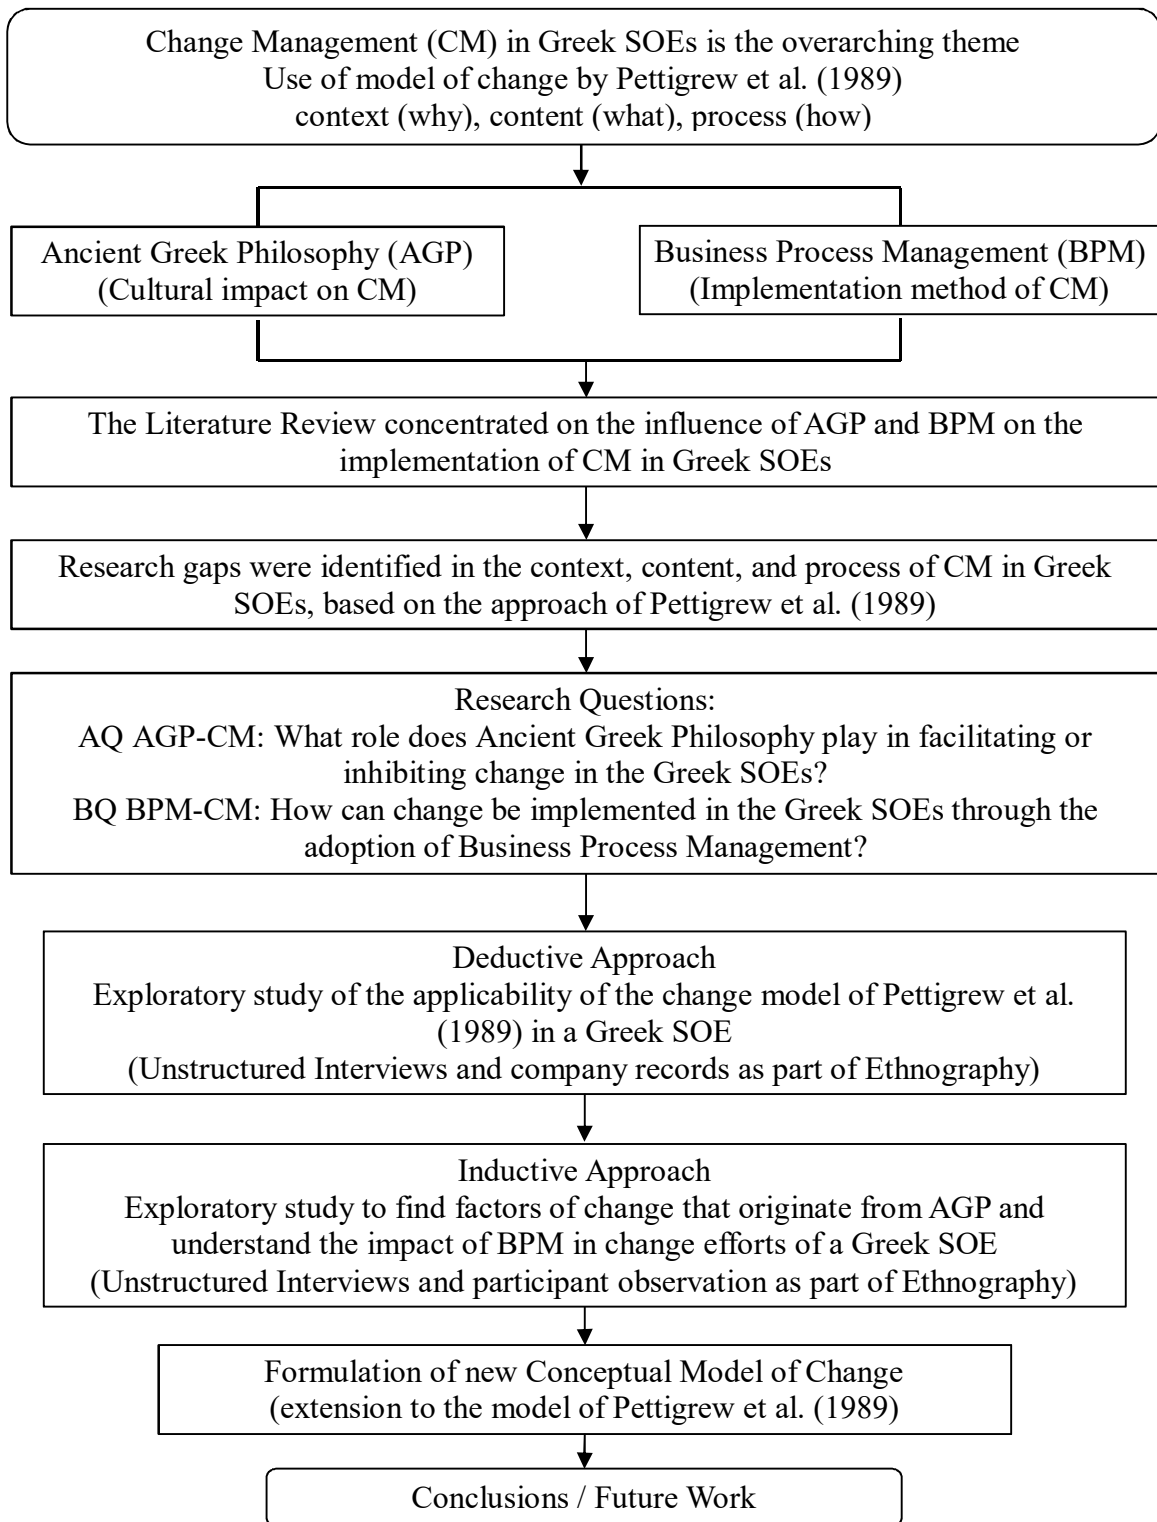 Change Management (CM) in Greek SOEs is the overarching theme
Use of model of change by Pettigrew et al. (1989)
context (why), content (what), process (how)
Ancient Greek Philosophy (AGP)
(Cultural impact on CM)
Business Process Management (BPM)
(Implementation method of CM)
The Literature Review concentrated on the influence of AGP and BPM on the
implementation of CM in Greek SOEs
Research gaps were identified in the context, content, and process of CM in Greek
SOEs, based on the approach of Pettigrew et al. (1989)
Research Questions:
AQ AGP-CM: What role does Ancient Greek Philosophy play in facilitating or
inhibiting change in the Greek SOEs?
BQ BPM-CM: How can change be implemented in the Greek SOEs through the
adoption of Business Process Management?
Deductive Approach
Exploratory study of the applicability of the change model of Pettigrew et al.
(1989) in a Greek SOE
(Unstructured Interviews and company records as part of Ethnography)
Inductive Approach
Exploratory study to find factors of change that originate from AGP and
understand the impact of BPM in change efforts of a Greek SOE
(Unstructured Interviews and participant observation as part of Ethnography)
Formulation of new Conceptual Model of Change
(extension to the model of Pettigrew et al. (1989)
Conclusions / Future Work